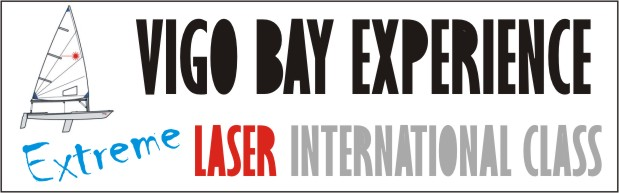 VIGO BAY EXPERIENCE
Extreme LASER INTERNATIONAL CLASS